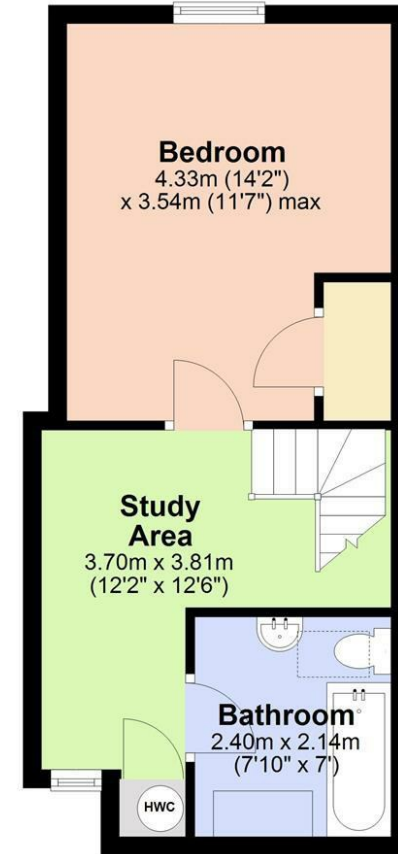 Bedroom
4.33m (14'2")
x 3.54m (11'7") max
Study
Area
3.70m x 3.81m
(12'2" x 12'6")
Bathroom
2.40m x 2.14m
(7'10" x 7')
HWC